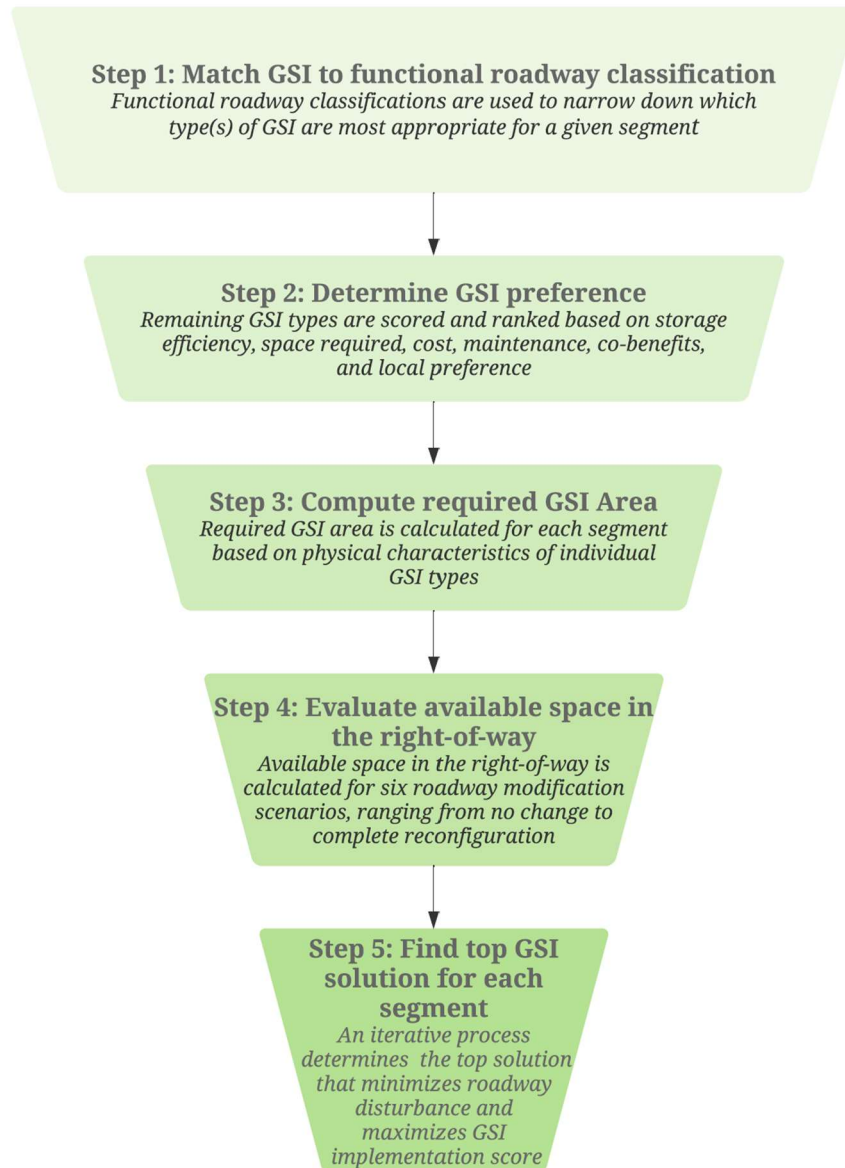 Step 1: Match GSI to functional roadway classification
Functional roadway classifications are used to narrow down which
type(s) of GSI are most appropriate for a given segment
Step 2: Determine GSI preference
Remaining GSI types are scored and ranked based on storage
efficiency, space required, cost, maintenance, co-benefits,
and local preference
Step 3: Compute required GSI Area
Required GSI area is calculated for each segment
based on physical characteristics of individual
GSI types
Step 4: Evaluate available space in
the right-of-way
Available space in the right-of-way is
calculated for six roadway modification
scenarios, ranging from no change to
complete reconfiguration
Step 5: Find top GSI
solution for each
segment
An iterative process
determines the top solution
that minimizes roadway
disturbance and
maximizes GSI
implementation score